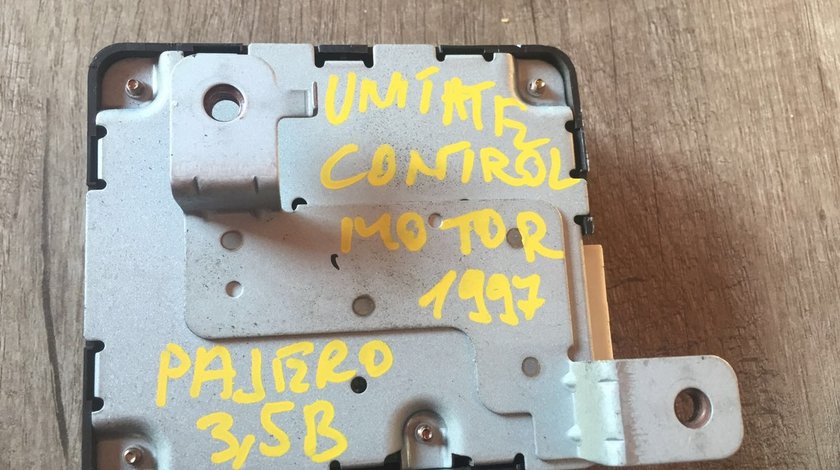 UNITATE
CONTROL
MOTOR
1997
PAJERO
3,5B